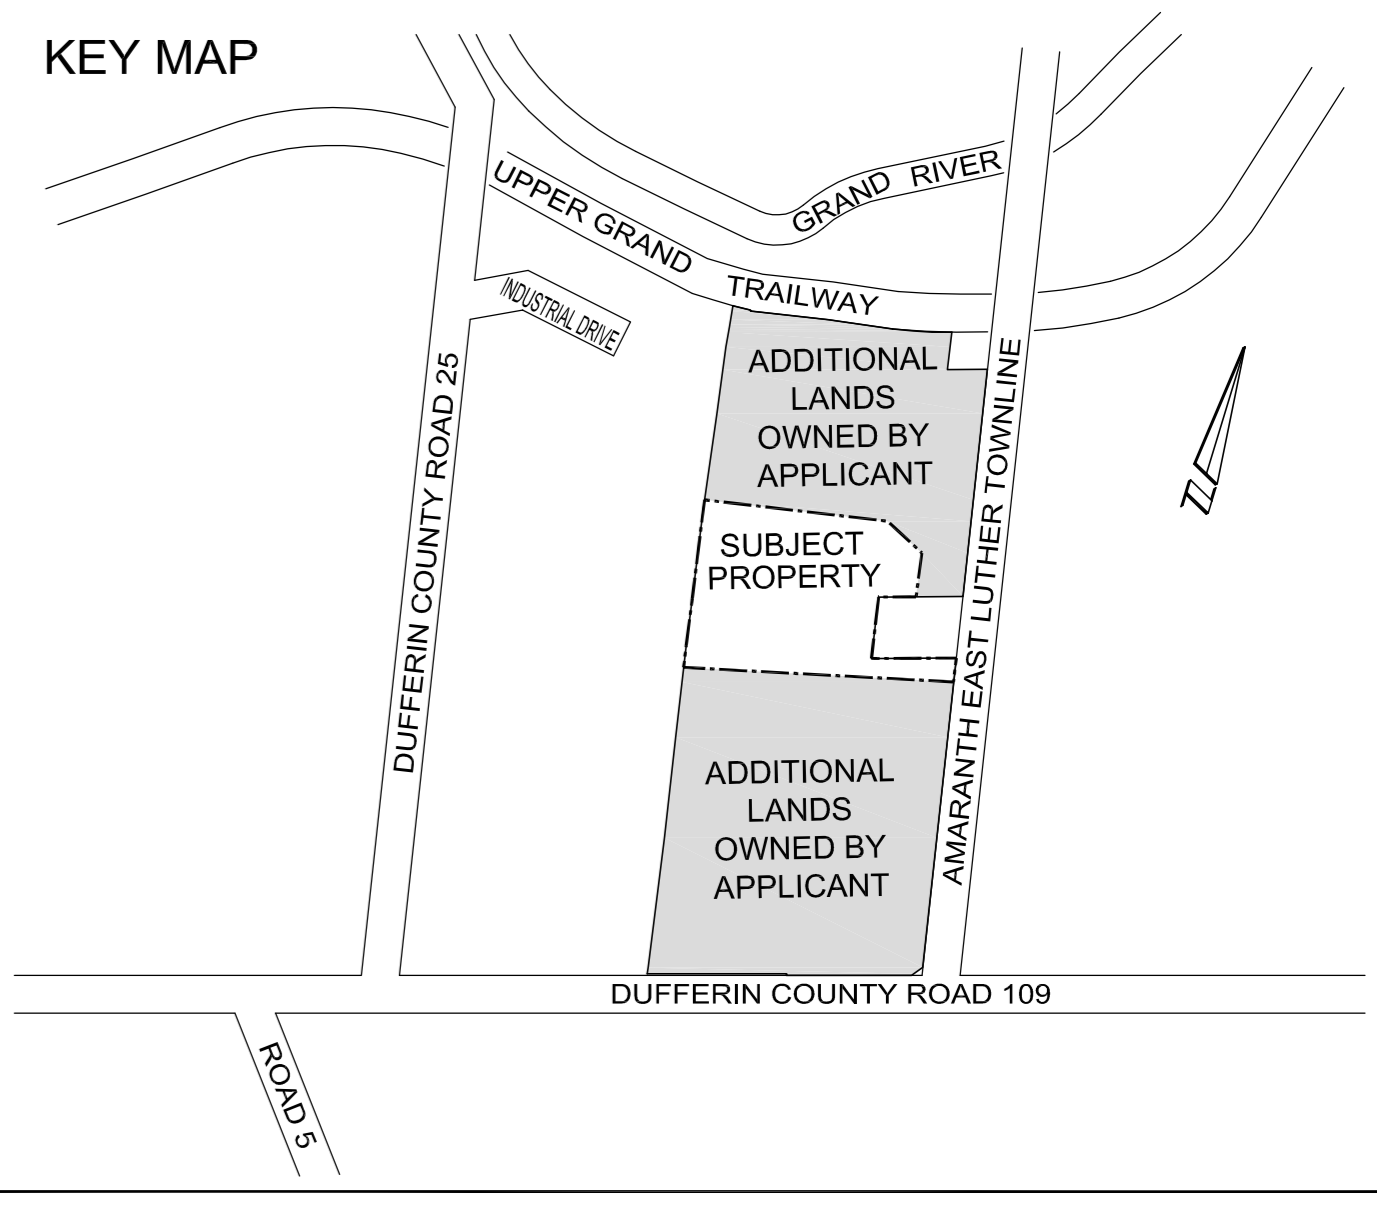 KEY MAP
GRAND RIVER
UPPER GRAND TRAILWAY
INDUSTRIAL DRIVE
ADDITIONAL
LANDS
OWNED BY
APPLICANT
DUFFERIN COUNTY ROAD 25
AMARANTH EAST LUTHER TOWNLINE
N
SUBJECT
PROPERTY
ADDITIONAL
LANDS
OWNED BY
APPLICANT
DUFFERIN COUNTY ROAD 109
ROAD 5